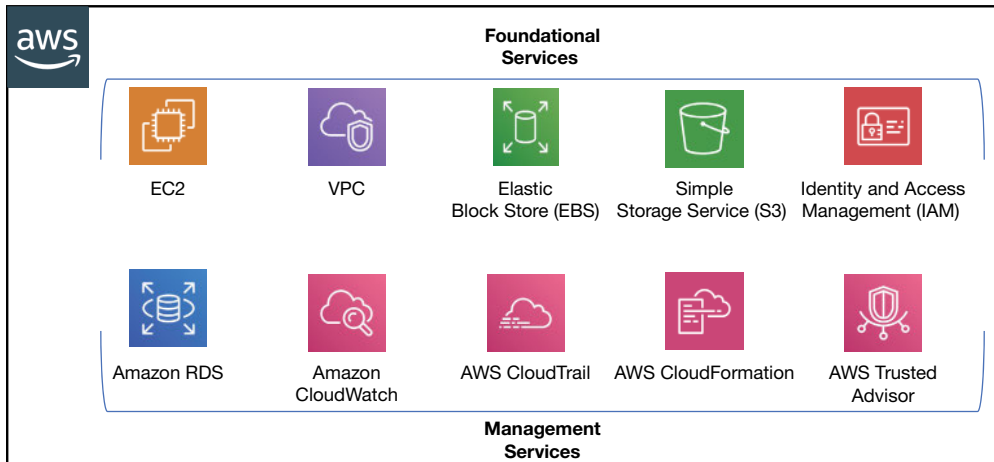 aws
Foundational
Services
EC2
VPC
Elastic
Block Store (EBS)
Simple
Storage Service (S3)
Identity and Access
Management (IAM)
Amazon RDS
Amazon
CloudWatch
AWS CloudTrail
AWS CloudFormation
AWS Trusted
Advisor
Management
Services